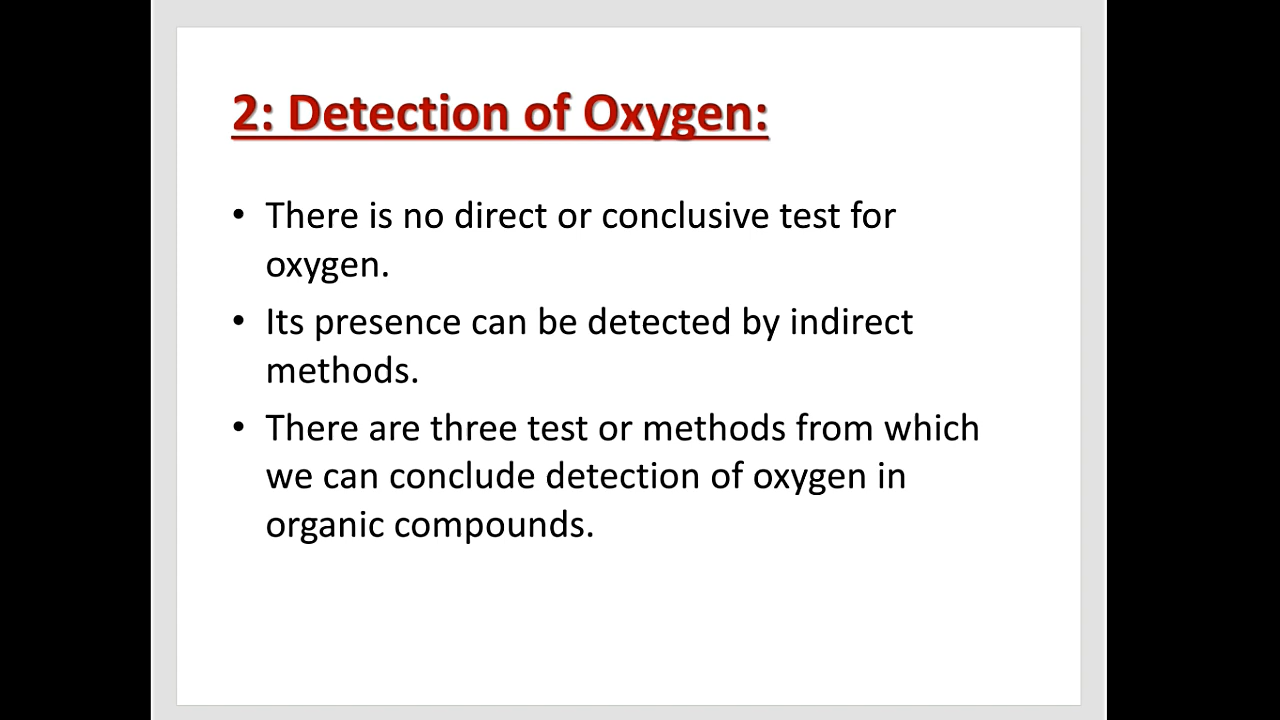 2: Detection of Oxygen:
• There is no direct or conclusive test for
oxygen.
• Its presence can be detected by indirect
methods.
• There are three test or methods from which
we can conclude detection of oxygen in
organic compounds.